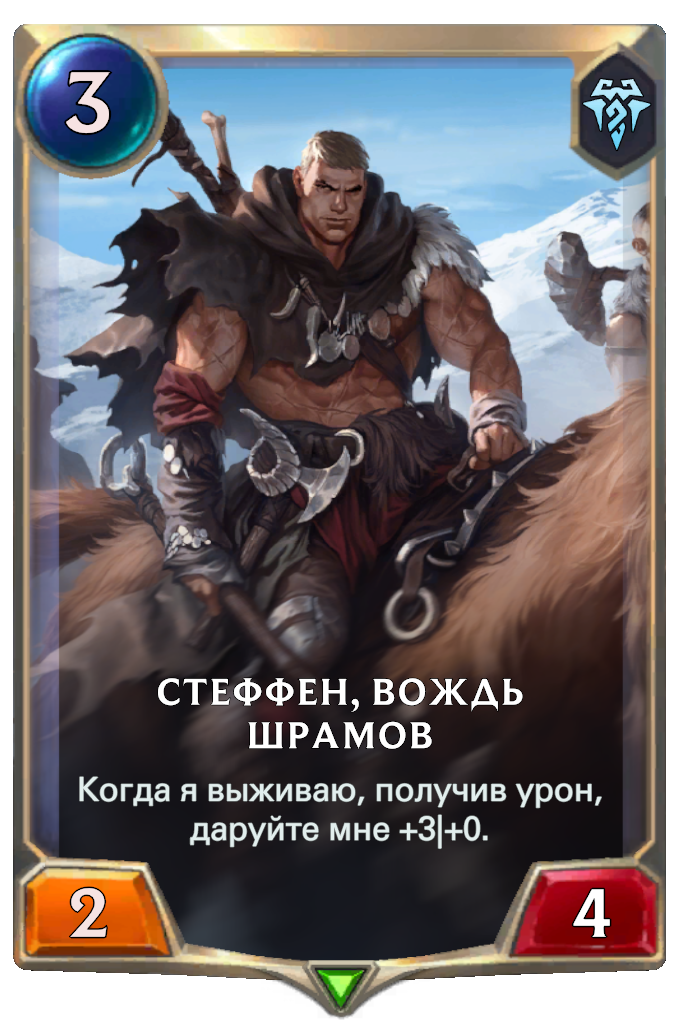 3
СТЕФФЕН, ВОЖДЬ
ШРАМОВ
Когда я выживаю, получив урон,
даруйте мне +3|+0.
2
4